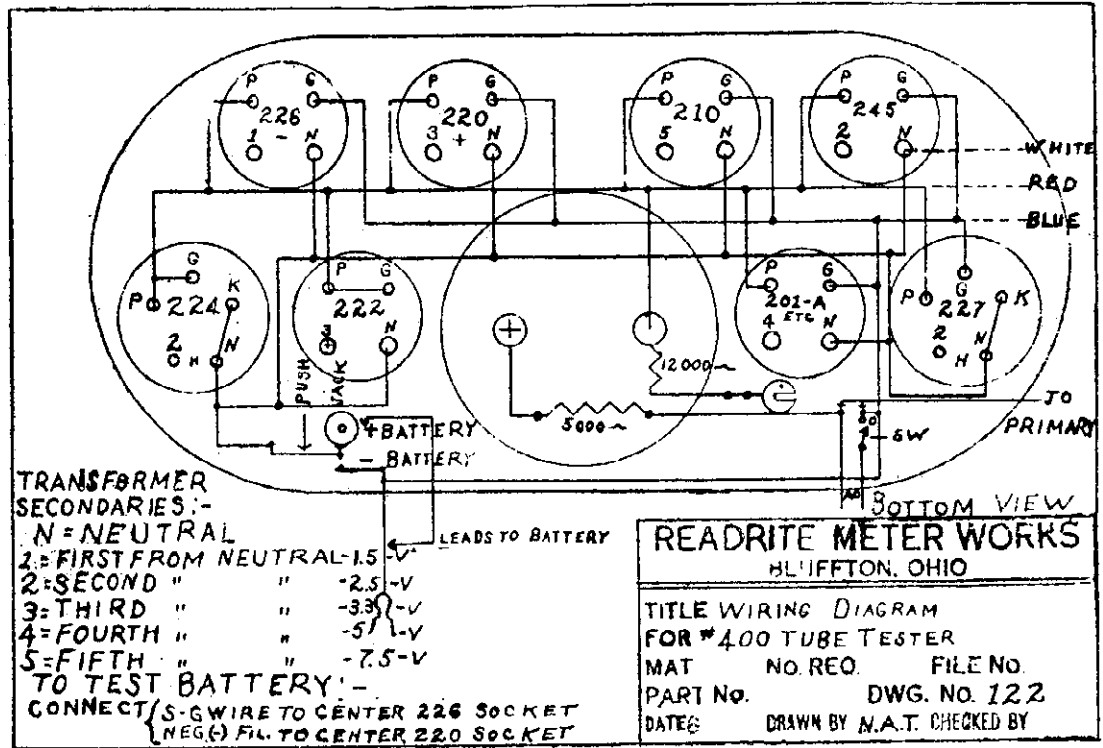 P G
226
1 - N
P G
220
3 + N
P G
210
5 N
P G
245
2 N
WHITE
RED
BLUE
G
P 224 K
2 H N
P G
222
3 N
PUSH JACK
+
12000~
5000~
P G
201-A
ETC
4 N
P G K
227
2 N
H
TO
PRIMARY
SW
+BATTERY
- BATTERY
LEADS TO BATTERY
BOTTOM VIEW
TRANSFORMER
SECONDARIES:-
N=NEUTRAL
1=FIRST FROM NEUTRAL-1.5-V
2=SECOND " " -2.5-V
3=THIRD " " -3.3-V
4=FOURTH " " -5-V
5=FIFTH " " -7.5-V
TO TEST BATTERY:-
CONNECT { S-G WIRE TO CENTER 226 SOCKET
NEG.(-) FIL. TO CENTER 220 SOCKET
READRITE METER WORKS
BLUFFTON, OHIO
TITLE WIRING DIAGRAM
FOR #400 TUBE TESTER
MAT NO. REQ. FILE NO.
PART NO. DWG. NO. 122
DATE DRAWN BY N.A.T. CHECKED BY